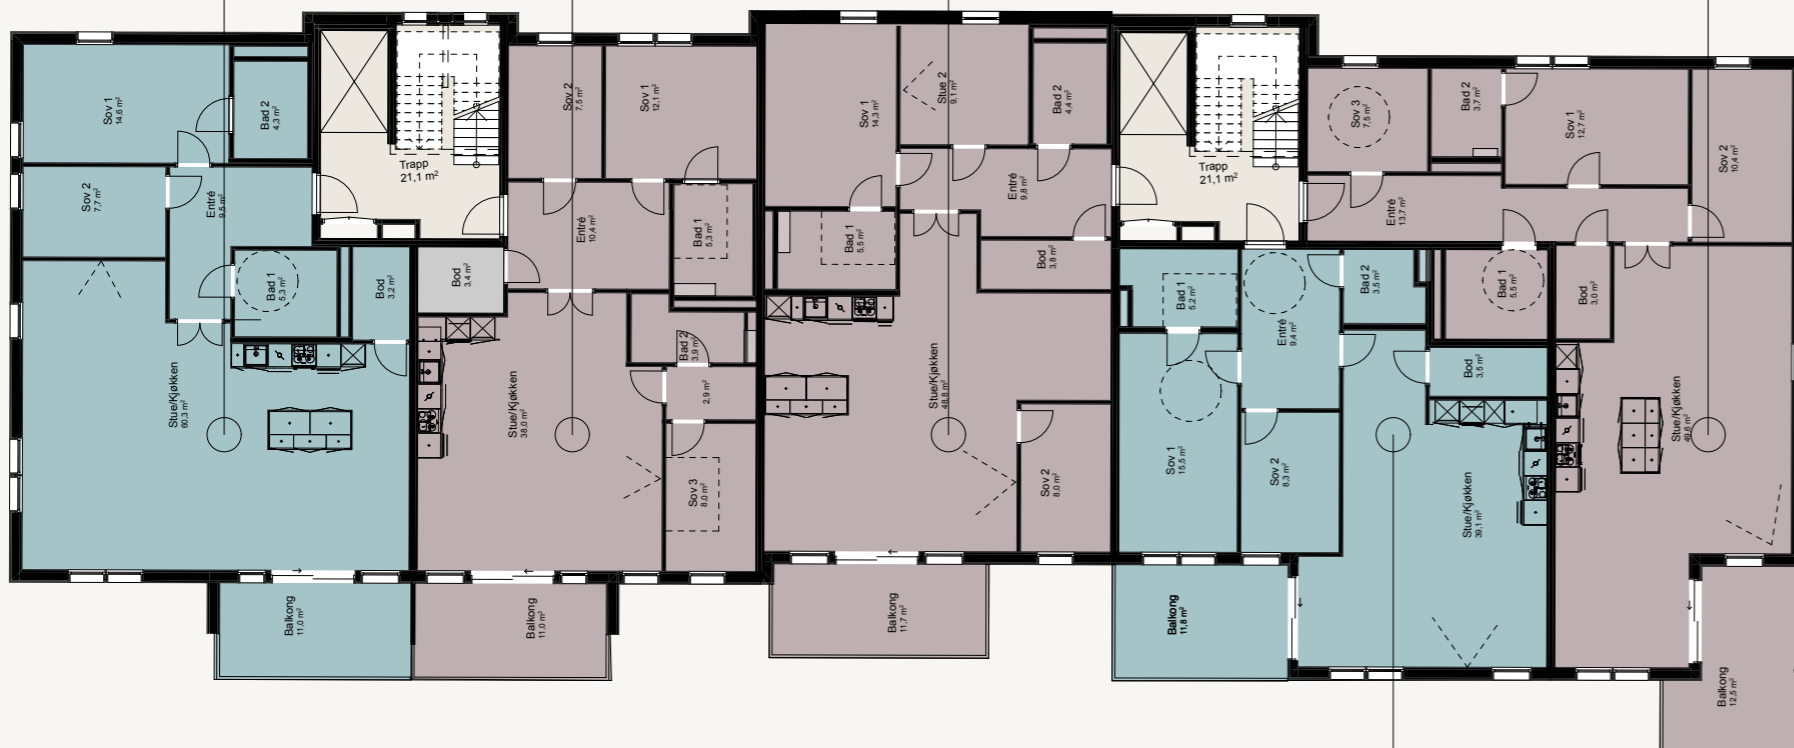 Sov 1
14,6 m²
Bad 2
4,3 m²
Sov 2
7,7 m²
Entré
9,5 m²
Bad 1
5,3 m²
Bod
3,2 m²
Stue/Kjøkken
60,3 m²
Balkong
11,0 m²
Trapp
21,1 m²
Sov 2
7,5 m²
Sov 1
12,1 m²
Entré
10,4 m²
Bad 1
5,3 m²
Bod
3,4 m²
Bad 2
3,9 m²
2,9 m²
Stue/Kjøkken
38,0 m²
Sov 3
8,0 m²
Balkong
11,0 m²
Sov 1
14,3 m²
Stue 2
9,1 m²
Bad 2
4,4 m²
Entré
9,8 m²
Bad 1
5,5 m²
Bod
3,8 m²
Stue/Kjøkken
48,8 m²
Sov 2
8,0 m²
Balkong
11,7 m²
Trapp
21,1 m²
Bad 1
5,2 m²
Entré
9,4 m²
Bad 2
3,5 m²
Bod
3,5 m²
Sov 1
15,5 m²
Sov 2
8,3 m²
Stue/Kjøkken
39,1 m²
Balkong
11,8 m²
Sov 3
7,5 m²
Bad 2
3,7 m²
Sov 1
12,7 m²
Sov 2
10,4 m²
Entré
13,7 m²
Bad 1
5,5 m²
Bod
3,0 m²
Stue/Kjøkken
49,6 m²
Balkong
12,5 m²